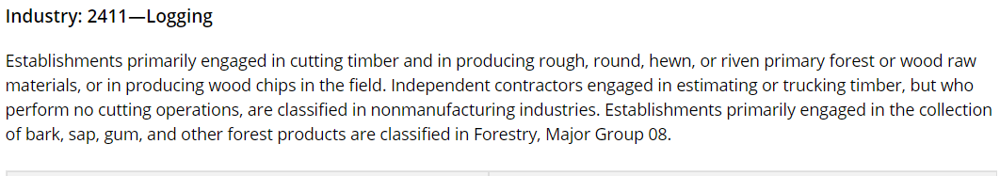 Industry: 2411—Logging
Establishments primarily engaged in cutting timber and in producing rough, round, hewn, or riven primary forest or wood raw
materials, or in producing wood chips in the field. Independent contractors engaged in estimating or trucking timber, but who
perform no cutting operations, are classified in nonmanufacturing industries. Establishments primarily engaged in the collection
of bark, sap, gum, and other forest products are classified in Forestry, Major Group 08.